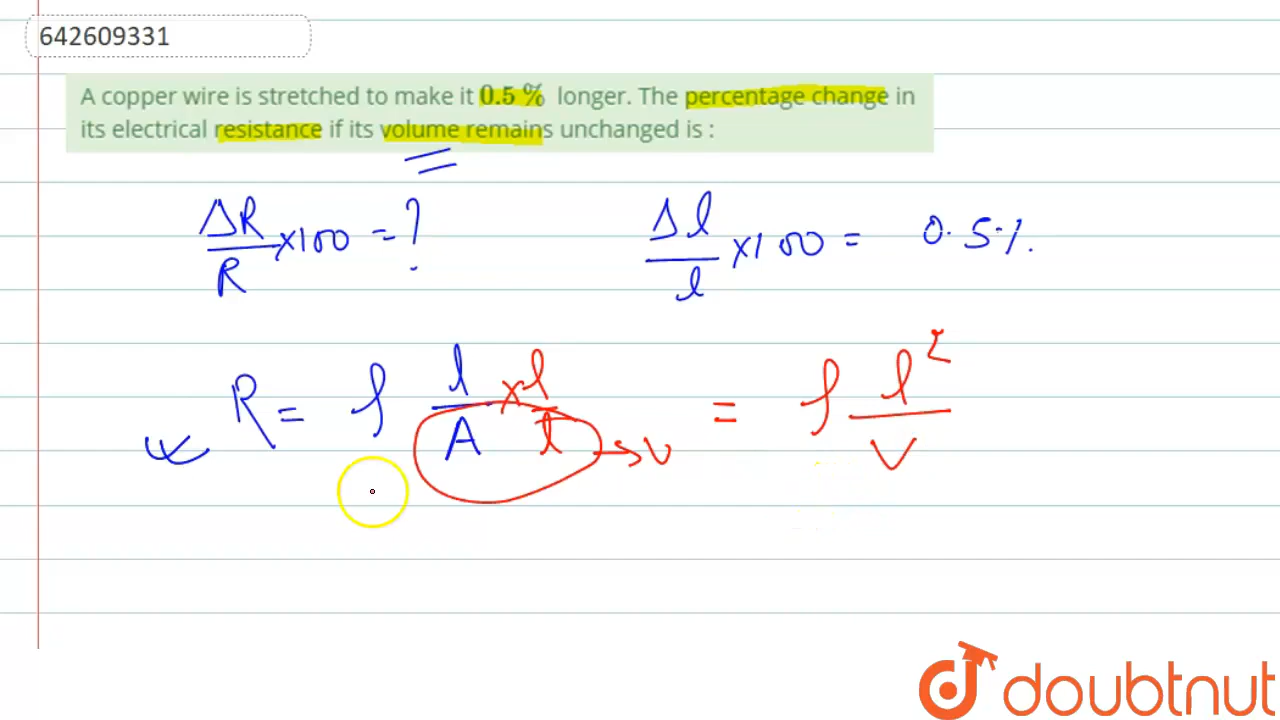 642609331
A copper wire is stretched to make it 0.5 % longer. The percentage change in
its electrical resistance if its volume remains unchanged is :
ΔR/R ×100 = ?
Δl/l ×100 = 0.5%.
R = ρ l/A × l/l → V = ρ l²/V
doubtnut